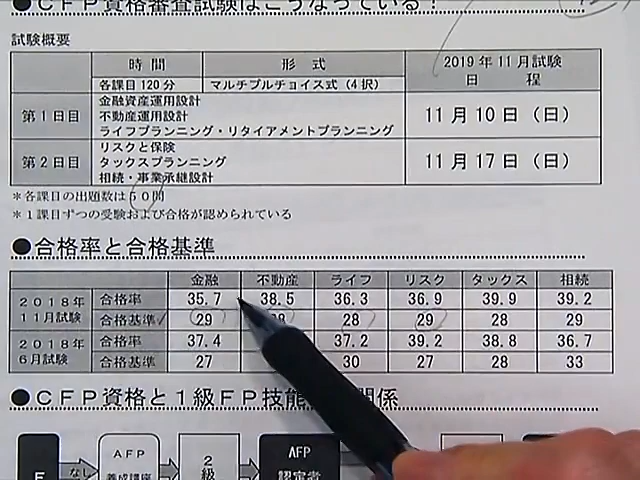 ●ＣＦＰ資格審査試験はこうなっている！
試験概要
時間 形式 2019年11月試験
日程
各課目120分 マルチプルチョイス式（4択）
第1日目 金融資産運用設計
不動産運用設計
ライフプランニング・リタイアメントプランニング
11月10日（日）
第2日目 リスクと保険
タックスプランニング
相続・事業承継設計
11月17日（日）
＊各課目の出題数は５０問
＊１課目ずつの受験および合格が認められている
●合格率と合格基準
金融 不動産 ライフ リスク タックス 相続
2018年 合格率 35.7 38.5 36.3 36.9 39.9 39.2
11月試験 合格基準 29 28 29 28 29
2018年 合格率 37.4 37.2 39.2 38.8 36.7
6月試験 合格基準 27 30 27 28 33
●ＣＦＰ資格と１級ＦＰ技能 関係
なし
ＡＦＰ
養成講座
2
級
AFP
認定者